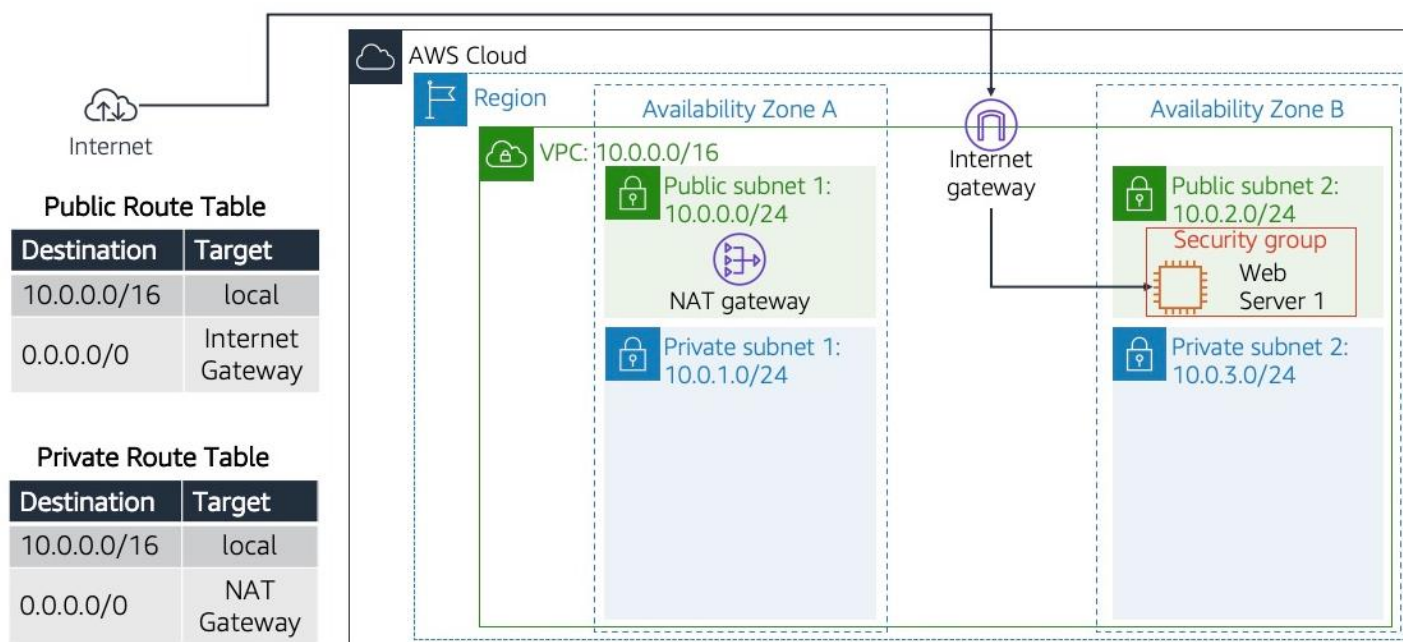 AWS Cloud
Region
Availability Zone A
Availability Zone B
Internet
VPC: 10.0.0.0/16
Internet
gateway
Public subnet 1:
10.0.0.0/24
NAT gateway
Public subnet 2:
10.0.2.0/24
Security group
Web
Server 1
Private subnet 1:
10.0.1.0/24
Private subnet 2:
10.0.3.0/24
Public Route Table
Destination Target
10.0.0.0/16 local
0.0.0.0/0 Internet
Gateway
Private Route Table
Destination Target
10.0.0.0/16 local
0.0.0.0/0 NAT
Gateway